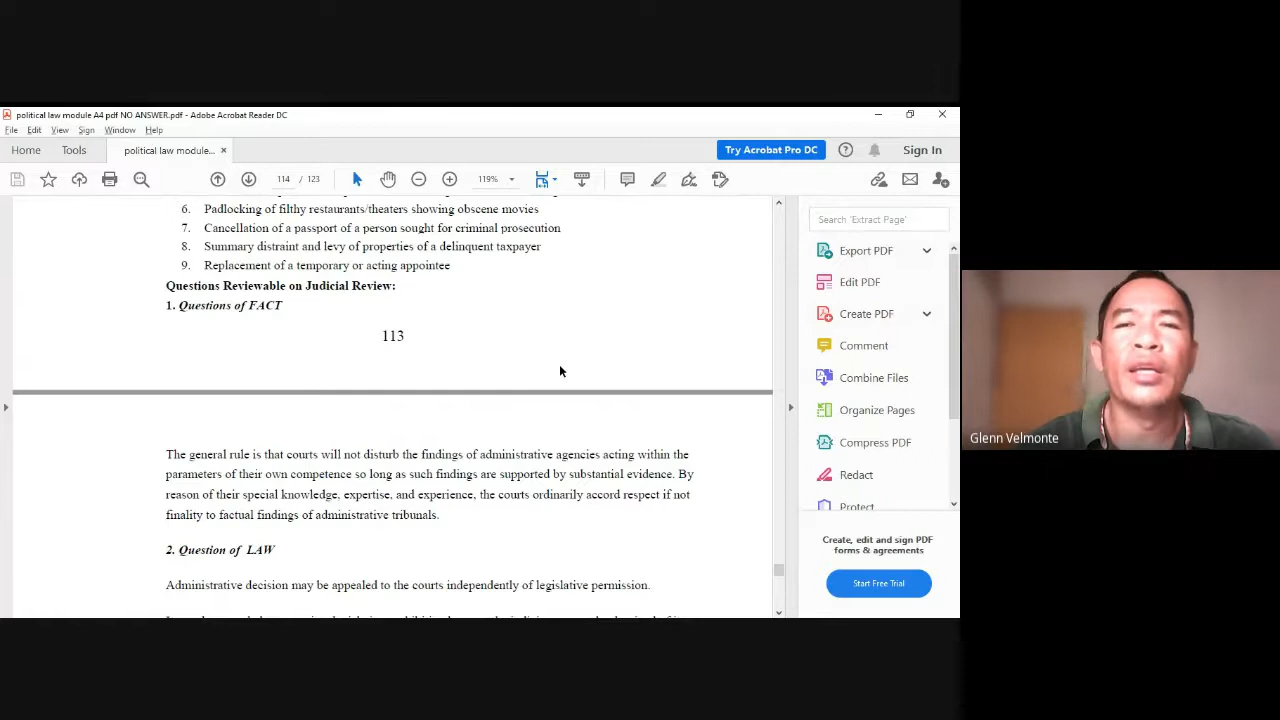 political law module A4 pdf NO ANSWER.pdf - Adobe Acrobat Reader DC
File Edit View Sign Window Help
Home Tools political law module... × Try Acrobat Pro DC Sign In
114 / 123 119%
6. Padlocking of filthy restaurants/theaters showing obscene movies
7. Cancellation of a passport of a person sought for criminal prosecution
8. Summary distraint and levy of properties of a delinquent taxpayer
9. Replacement of a temporary or acting appointee
Questions Reviewable on Judicial Review:
1. Questions of FACT
113
The general rule is that courts will not disturb the findings of administrative agencies acting within the
parameters of their own competence so long as such findings are supported by substantial evidence. By
reason of their special knowledge, expertise, and experience, the courts ordinarily accord respect if not
finality to factual findings of administrative tribunals.
2. Question of LAW
Administrative decision may be appealed to the courts independently of legislative permission.
Search 'Extract Page'
Export PDF
Edit PDF
Create PDF
Comment
Combine Files
Organize Pages
Compress PDF
Redact
Protect
Create, edit and sign PDF
forms & agreements
Start Free Trial
Glenn Velmonte